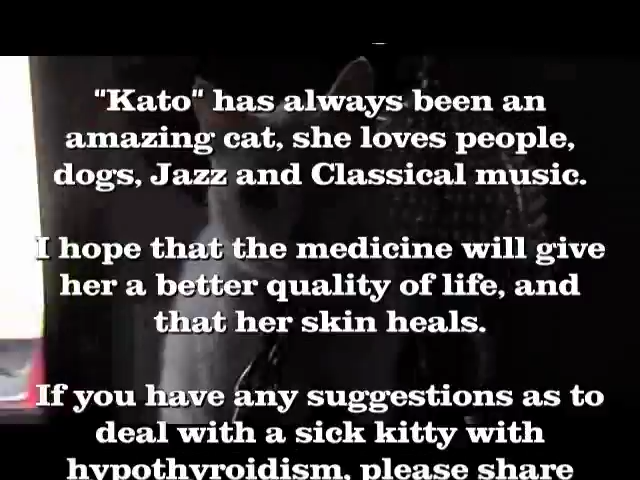 "Kato" has always been an
amazing cat, she loves people,
dogs, Jazz and Classical music.
I hope that the medicine will give
her a better quality of life, and
that her skin heals.
If you have any suggestions as to
deal with a sick kitty with
hypothyroidism, please share